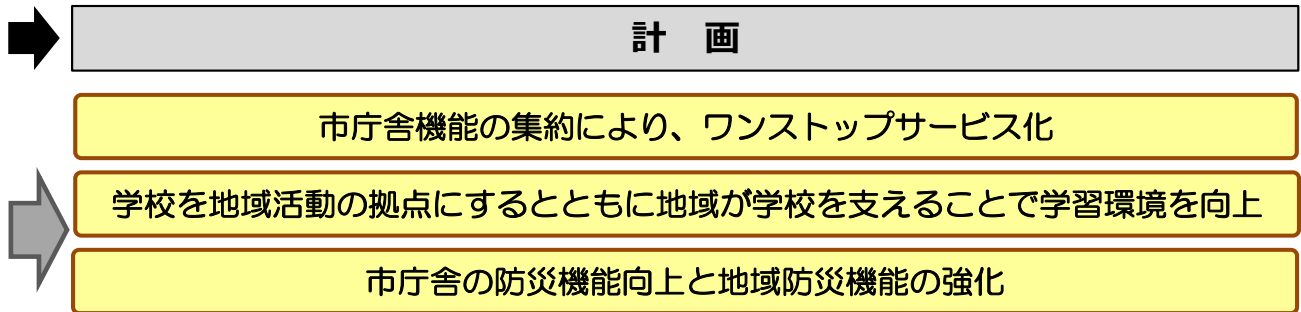 計　画
市庁舎機能の集約により、ワンストップサービス化
学校を地域活動の拠点にするとともに地域が学校を支えることで学習環境を向上
市庁舎の防災機能向上と地域防災機能の強化